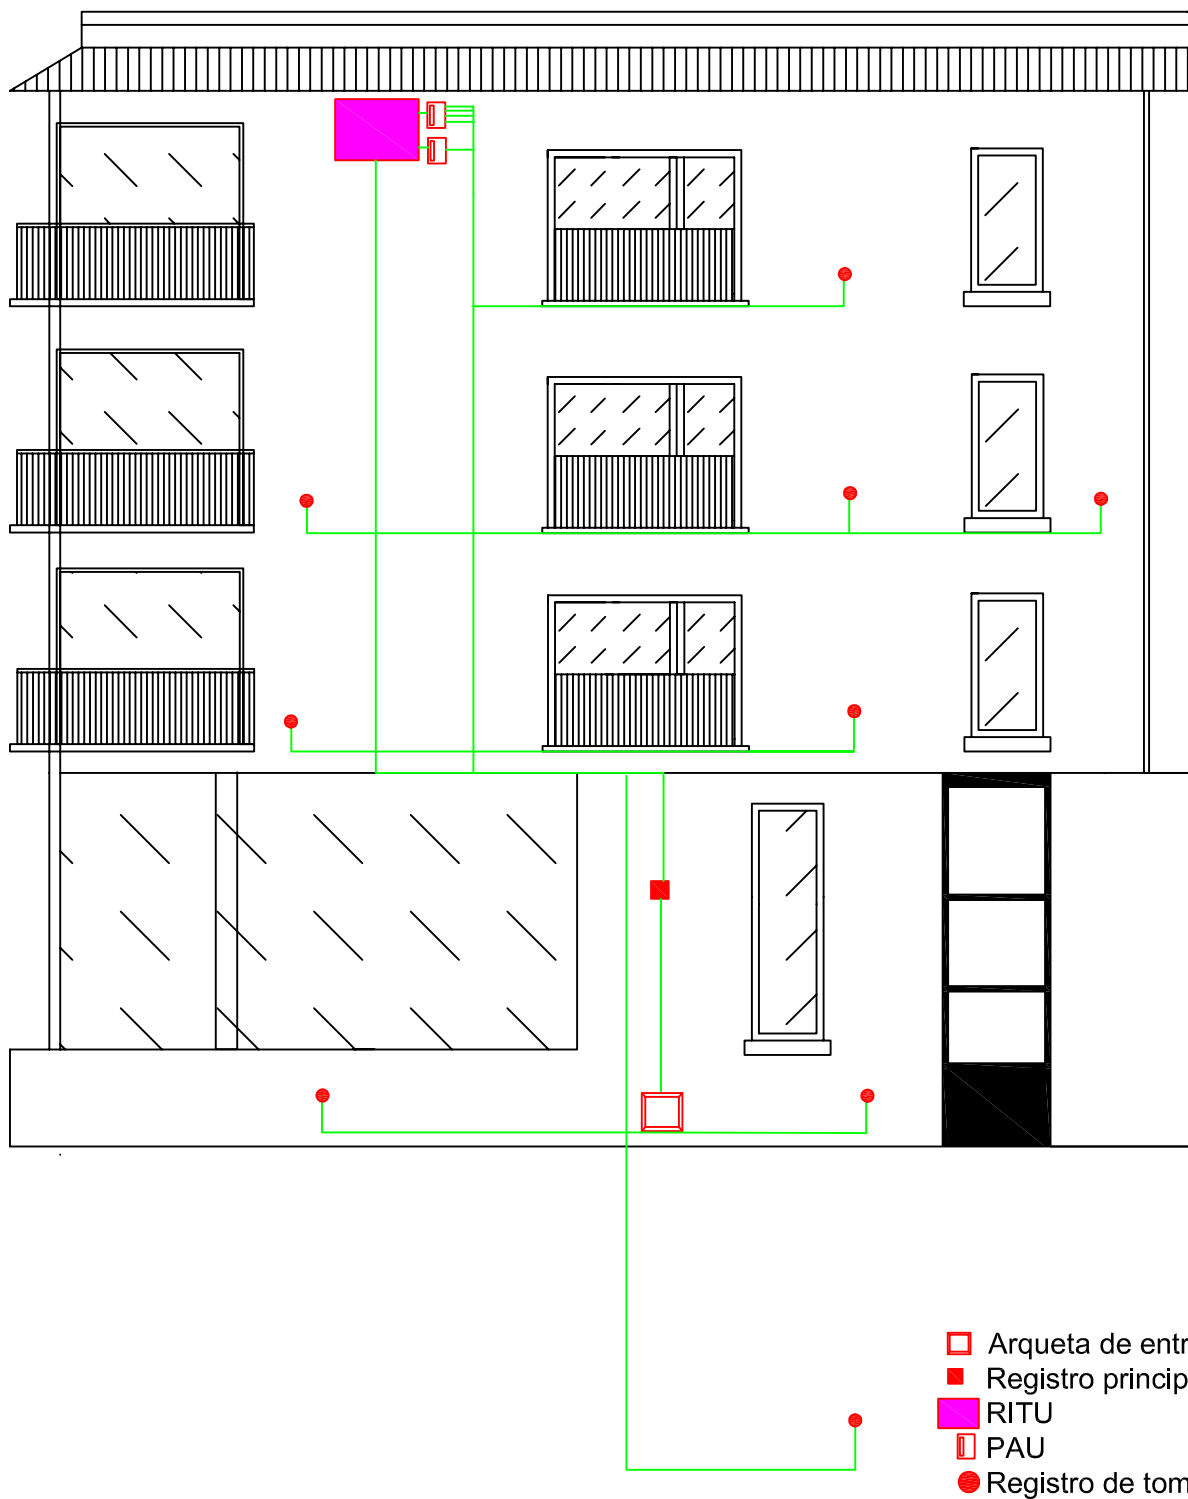 Arqueta de entr
Registro princip
RITU
PAU
Registro de tom